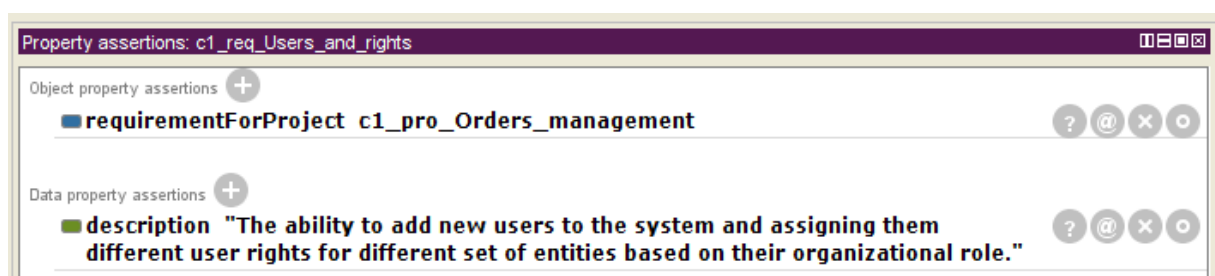 Property assertions: c1_req_Users_and_rights
Object property assertions
requirementForProject c1_pro_Orders_management
Data property assertions
description "The ability to add new users to the system and assigning them
different user rights for different set of entities based on their organizational role."